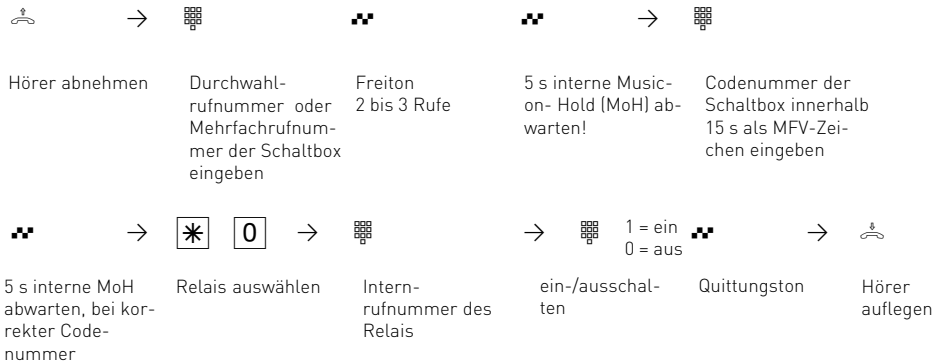 Hörer abnehmen
Durchwahl-
rufnummer oder
Mehrfachrufnum-
mer der Schaltbox
eingeben
Freiton
2 bis 3 Rufe
5 s interne Music-
on- Hold (MoH) ab-
warten!
Codenummer der
Schaltbox innerhalb
15 s als MFV-Zei-
chen eingeben
* 0
1 = ein
0 = aus
5 s interne MoH
abwarten, bei kor-
rekter Code-
nummer
Relais auswählen
Intern-
rufnummer des
Relais
ein-/ausschal-
ten
Quittungston
Hörer
auflegen